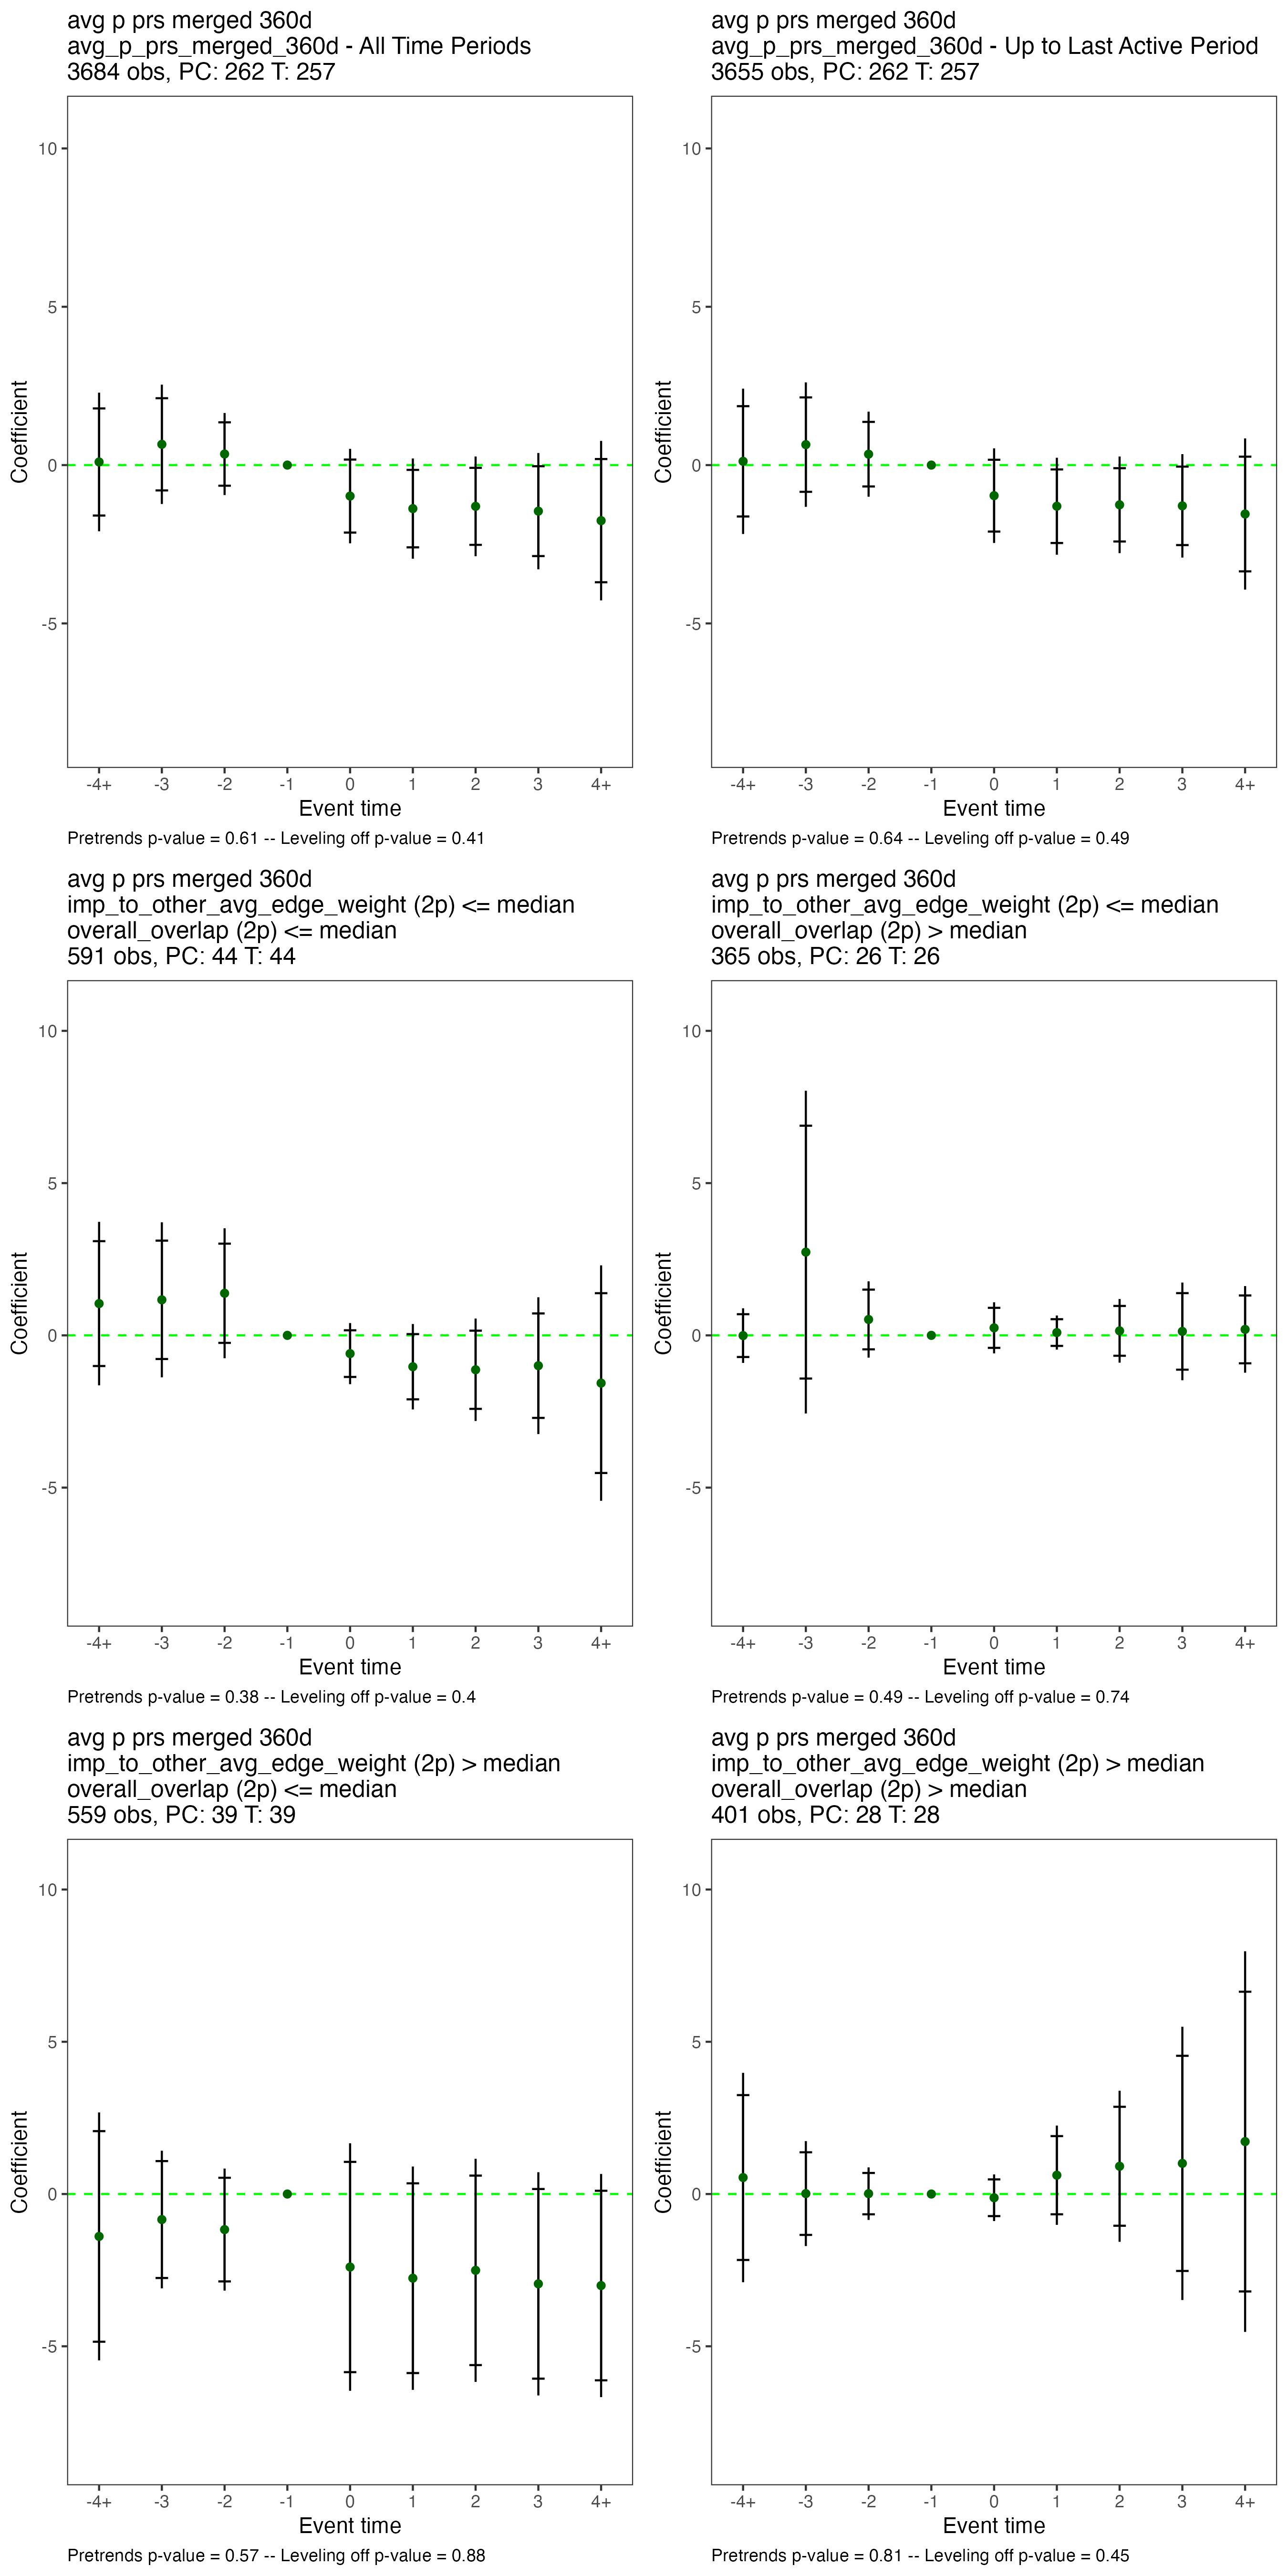 avg p prs merged 360d
avg_p_prs_merged_360d - All Time Periods
3684 obs, PC: 262 T: 257
10
5
0
-5
Coefficient
-4+ -3 -2 -1 0 1 2 3 4+
Event time
Pretrends p-value = 0.61 -- Leveling off p-value = 0.41
avg p prs merged 360d
avg_p_prs_merged_360d - Up to Last Active Period
3655 obs, PC: 262 T: 257
10
5
0
-5
Coefficient
-4+ -3 -2 -1 0 1 2 3 4+
Event time
Pretrends p-value = 0.64 -- Leveling off p-value = 0.49
avg p prs merged 360d
imp_to_other_avg_edge_weight (2p) <= median
overall_overlap (2p) <= median
591 obs, PC: 44 T: 44
10
5
0
-5
Coefficient
-4+ -3 -2 -1 0 1 2 3 4+
Event time
Pretrends p-value = 0.38 -- Leveling off p-value = 0.4
avg p prs merged 360d
imp_to_other_avg_edge_weight (2p) <= median
overall_overlap (2p) > median
365 obs, PC: 26 T: 26
10
5
0
-5
Coefficient
-4+ -3 -2 -1 0 1 2 3 4+
Event time
Pretrends p-value = 0.49 -- Leveling off p-value = 0.74
avg p prs merged 360d
imp_to_other_avg_edge_weight (2p) > median
overall_overlap (2p) <= median
559 obs, PC: 39 T: 39
10
5
0
-5
Coefficient
-4+ -3 -2 -1 0 1 2 3 4+
Event time
Pretrends p-value = 0.57 -- Leveling off p-value = 0.88
avg p prs merged 360d
imp_to_other_avg_edge_weight (2p) > median
overall_overlap (2p) > median
401 obs, PC: 28 T: 28
10
5
0
-5
Coefficient
-4+ -3 -2 -1 0 1 2 3 4+
Event time
Pretrends p-value = 0.81 -- Leveling off p-value = 0.45